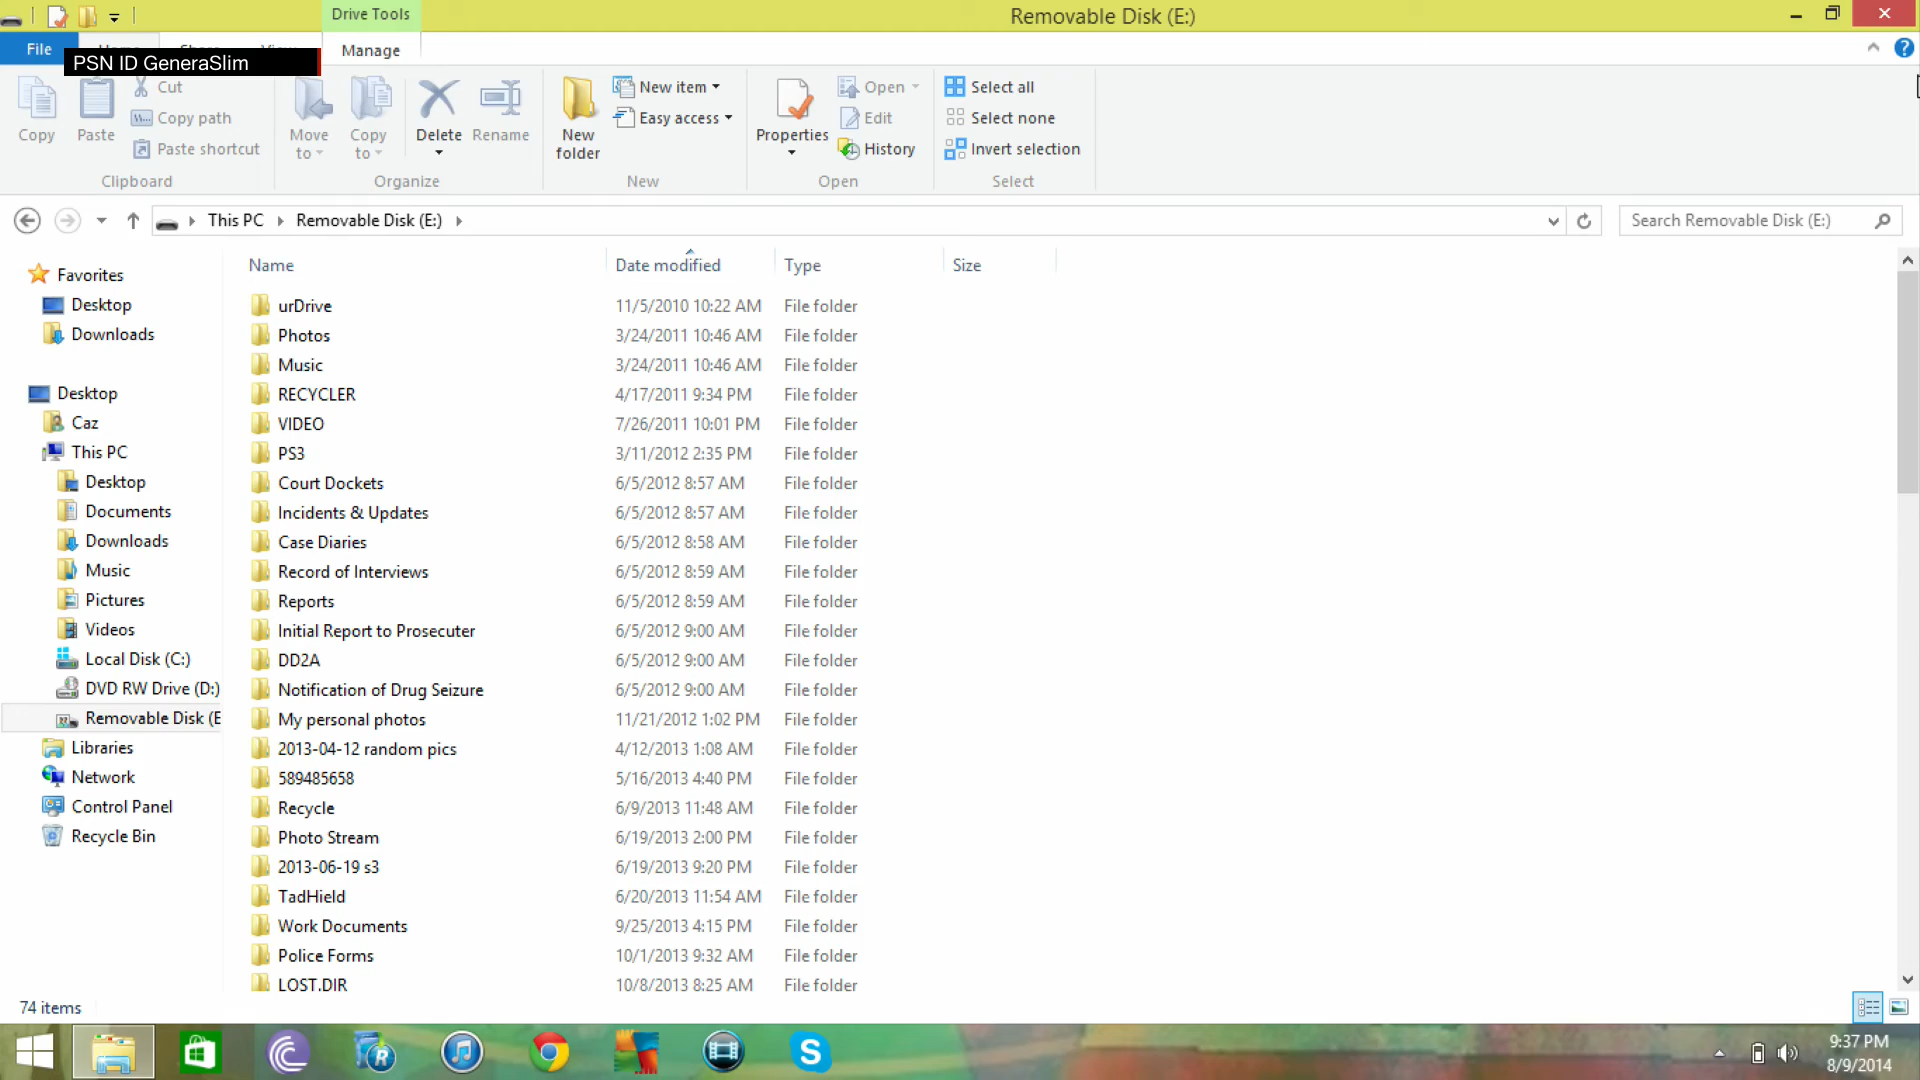 Drive Tools
Removable Disk (E:)
File
Home
Share
View
Manage
PSN ID GeneraSlim
Copy
Paste
Cut
Copy path
Paste shortcut
Clipboard
Move to
Copy to
Delete
Rename
Organize
New folder
New item
Easy access
New
Properties
Open
Edit
History
Open
Select all
Select none
Invert selection
Select
This PC
Removable Disk (E:)
Search Removable Disk (E:)
Name Date modified Type Size
Favorites
Desktop
Downloads
Desktop
Caz
This PC
Desktop
Documents
Downloads
Music
Pictures
Videos
Local Disk (C:)
DVD RW Drive (D:)
Removable Disk (E
Libraries
Network
Control Panel
Recycle Bin
urDrive 11/5/2010 10:22 AM File folder
Photos 3/24/2011 10:46 AM File folder
Music 3/24/2011 10:46 AM File folder
RECYCLER 4/17/2011 9:34 PM File folder
VIDEO 7/26/2011 10:01 PM File folder
PS3 3/11/2012 2:35 PM File folder
Court Dockets 6/5/2012 8:57 AM File folder
Incidents & Updates 6/5/2012 8:57 AM File folder
Case Diaries 6/5/2012 8:58 AM File folder
Record of Interviews 6/5/2012 8:59 AM File folder
Reports 6/5/2012 8:59 AM File folder
Initial Report to Prosecuter 6/5/2012 9:00 AM File folder
DD2A 6/5/2012 9:00 AM File folder
Notification of Drug Seizure 6/5/2012 9:00 AM File folder
My personal photos 11/21/2012 1:02 PM File folder
2013-04-12 random pics 4/12/2013 1:08 AM File folder
589485658 5/16/2013 4:40 PM File folder
Recycle 6/9/2013 11:48 AM File folder
Photo Stream 6/19/2013 2:00 PM File folder
2013-06-19 s3 6/19/2013 9:20 PM File folder
TadHield 6/20/2013 11:54 AM File folder
Work Documents 9/25/2013 4:15 PM File folder
Police Forms 10/1/2013 9:32 AM File folder
LOST.DIR 10/8/2013 8:25 AM File folder
74 items
9:37 PM
8/9/2014